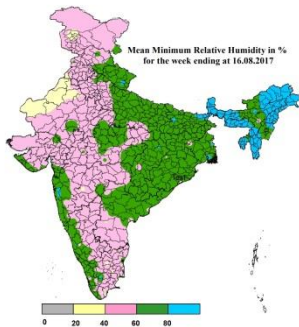 Mean Minimum Relative Humidity in %
for the week ending at 16.08.2017
0 20 40 60 80